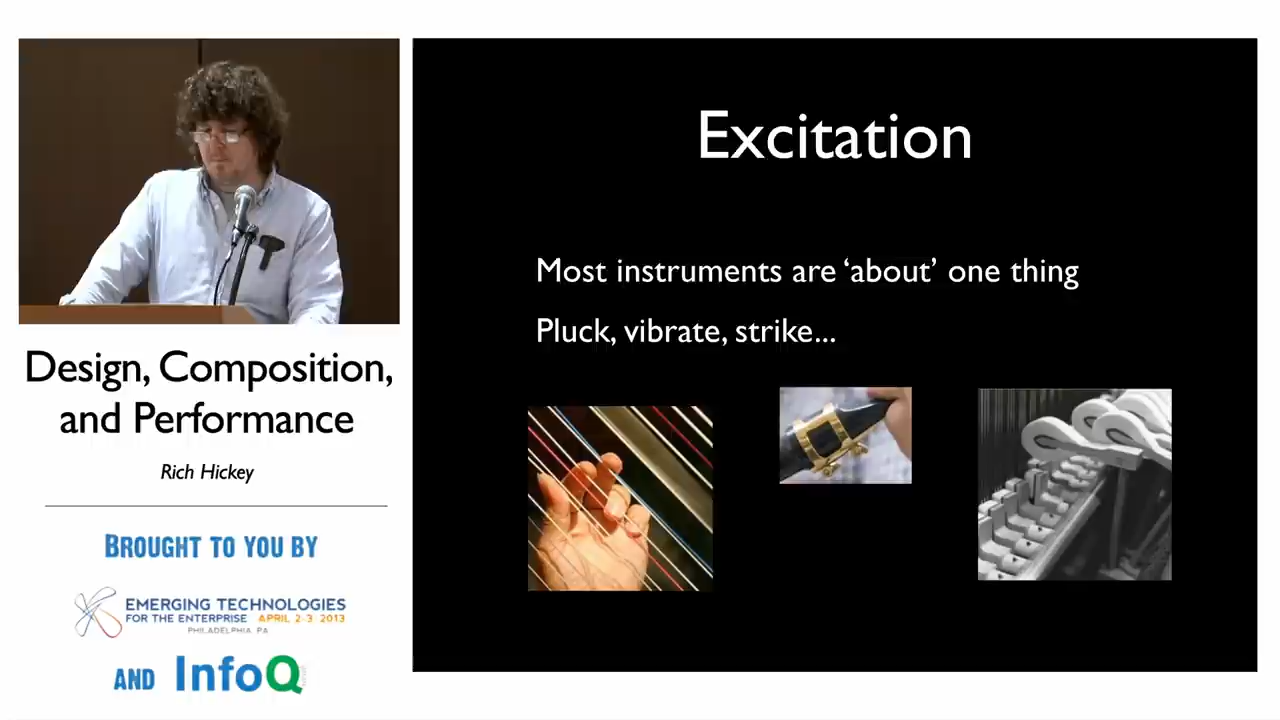 Excitation
Most instruments are ‘about’ one thing
Pluck, vibrate, strike...
Design, Composition,
and Performance
Rich Hickey
BROUGHT TO YOU BY
EMERGING TECHNOLOGIES
FOR THE ENTERPRISE APRIL 2-3 2013
PHILADELPHIA, PA
AND InfoQ